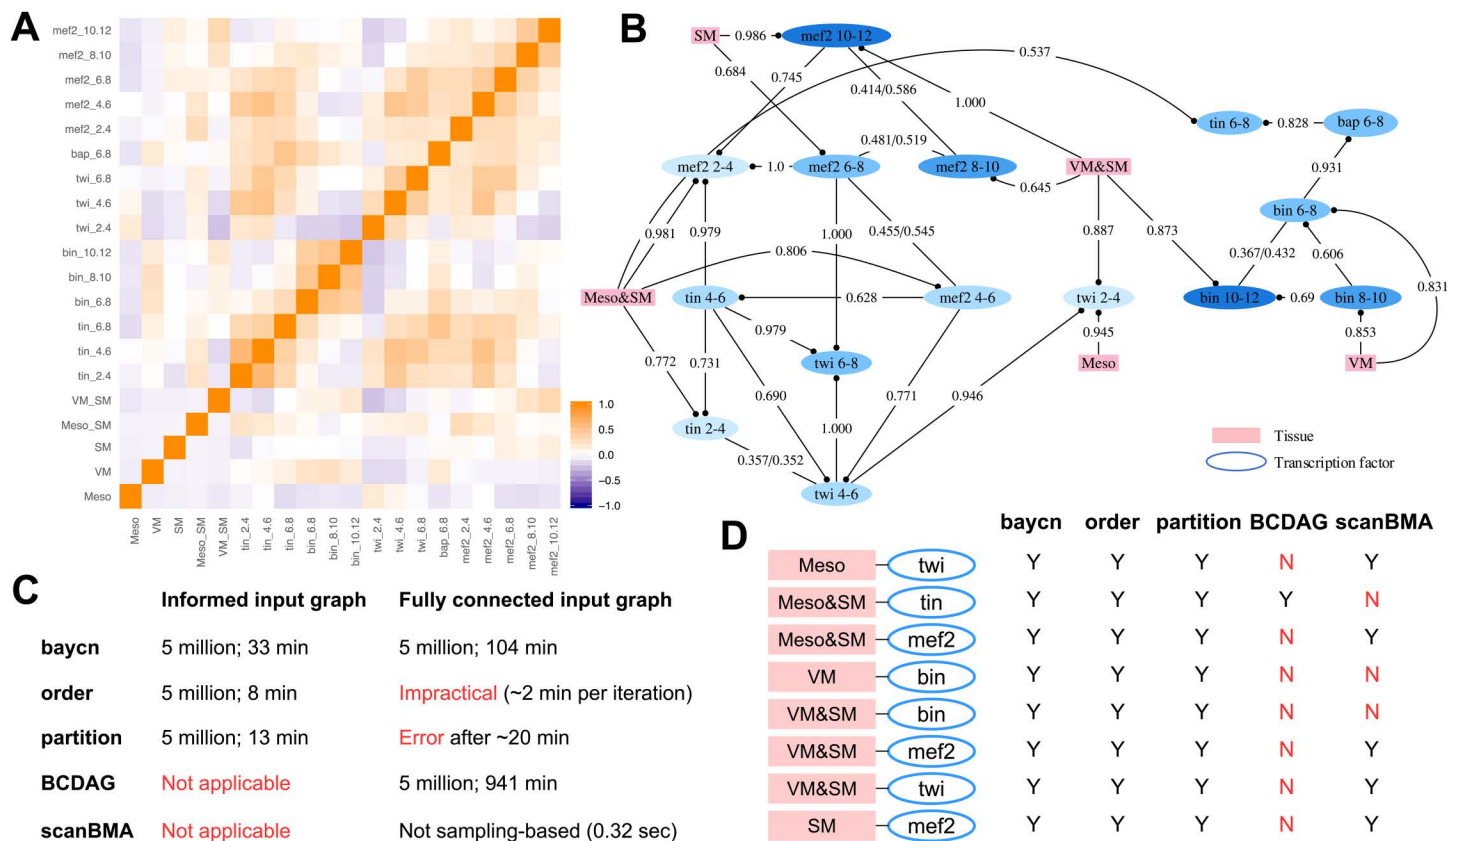 A
mef2_10.12
mef2_8.10
mef2_6.8
mef2_4.6
mef2_2.4
bap_6.8
twi_6.8
twi_4.6
twi_2.4
bin_10.12
bin_8.10
bin_6.8
tin_6.8
tin_4.6
tin_2.4
VM_SM
Meso_SM
SM
VM
Meso
Meso
VM
SM
Meso_SM
VM_SM
tin_2.4
tin_4.6
tin_6.8
bin_6.8
bin_8.10
bin_10.12
twi_2.4
twi_4.6
twi_6.8
bap_6.8
mef2_2.4
mef2_4.6
mef2_6.8
mef2_8.10
mef2_10.12
1.0
0.5
0.0
−0.5
−1.0
B
SM
0.986
mef2 10-12
0.537
0.684
0.745
0.414/0.586
1.000
tin 6-8
0.828
bap 6-8
0.481/0.519
mef2 2-4
1.0
mef2 6-8
mef2 8-10
VM&SM
0.931
0.645
bin 6-8
0.981
0.979
1.000
0.455/0.545
0.887
0.873
0.806
0.367/0.432
0.606
Meso&SM
tin 4-6
0.628
mef2 4-6
twi 2-4
bin 10-12
0.69
bin 8-10
0.831
0.979
0.945
0.853
0.772
0.731
twi 6-8
Meso
VM
0.690
0.771
0.946
tin 2-4
1.000
0.357/0.352
twi 4-6
Tissue
Transcription factor
C
Informed input graph Fully connected input graph
baycn 5 million; 33 min 5 million; 104 min
order 5 million; 8 min Impractical (~2 min per iteration)
partition 5 million; 13 min Error after ~20 min
BCDAG Not applicable 5 million; 941 min
scanBMA Not applicable Not sampling-based (0.32 sec)
D
baycn order partition BCDAG scanBMA
Meso twi Y Y Y N Y
Meso&SM tin Y Y Y Y N
Meso&SM mef2 Y Y Y N Y
VM bin Y Y Y N N
VM&SM bin Y Y Y N N
VM&SM mef2 Y Y Y N Y
VM&SM twi Y Y Y N Y
SM mef2 Y Y Y N Y